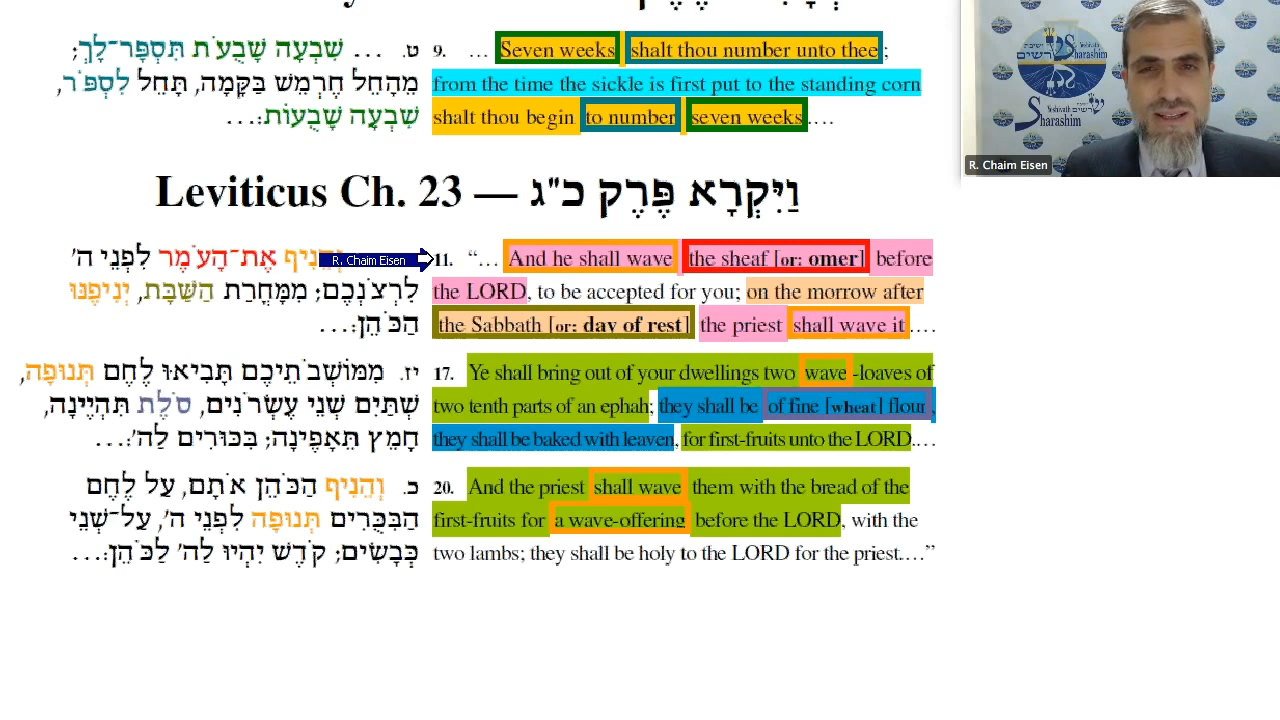 ט. ... שִׁבְעָה שָׁבֻעֹת תִּסְפָּר־לָךְ;
מֵהָחֵל חֶרְמֵשׁ בַּקָּמָה, תָּחֵל לִסְפֹּר,
שִׁבְעָה שָׁבֻעוֹת:...
9. ... Seven weeks shalt thou number unto thee;
from the time the sickle is first put to the standing corn
shalt thou begin to number seven weeks....
Leviticus Ch. 23 — וַיִּקְרָא פֶּרֶק כ"ג
אֶת־הָעֹמֶר לִפְנֵי ה'
לִרְצֹנְכֶם; מִמָּחֳרַת הַשַּׁבָּת, יְנִיפֶנּוּ
הַכֹּהֵן:...
R. Chaim Eisen
11. “... And he shall wave the sheaf [or: omer] before
the LORD, to be accepted for you; on the morrow after
the Sabbath [or: day of rest] the priest shall wave it....
יז. מִמּוֹשְׁבֹתֵיכֶם תָּבִיאּוּ לֶחֶם תְּנוּפָה,
שְׁתַּיִם שְׁנֵי עֶשְׂרֹנִים, סֹלֶת תִּהְיֶינָה,
חָמֵץ תֵּאָפֶינָה; בִּכּוּרִים לַה':...
17. Ye shall bring out of your dwellings two wave-loaves of
two tenth parts of an ephah; they shall be of fine [wheat] flour,
they shall be baked with leaven, for first-fruits unto the LORD....
כ. וְהֵנִיף הַכֹּהֵן אֹתָם, עַל לֶחֶם
הַבִּכֻּרִים תְּנוּפָה לִפְנֵי ה', עַל־שְׁנֵי
כְּבָשִׂים; קֹדֶשׁ יִהְיוּ לַה' לַכֹּהֵן:...
20. And the priest shall wave them with the bread of the
first-fruits for a wave-offering before the LORD, with the
two lambs; they shall be holy to the LORD for the priest....”
Yeshivath
Sharashim
R. Chaim Eisen